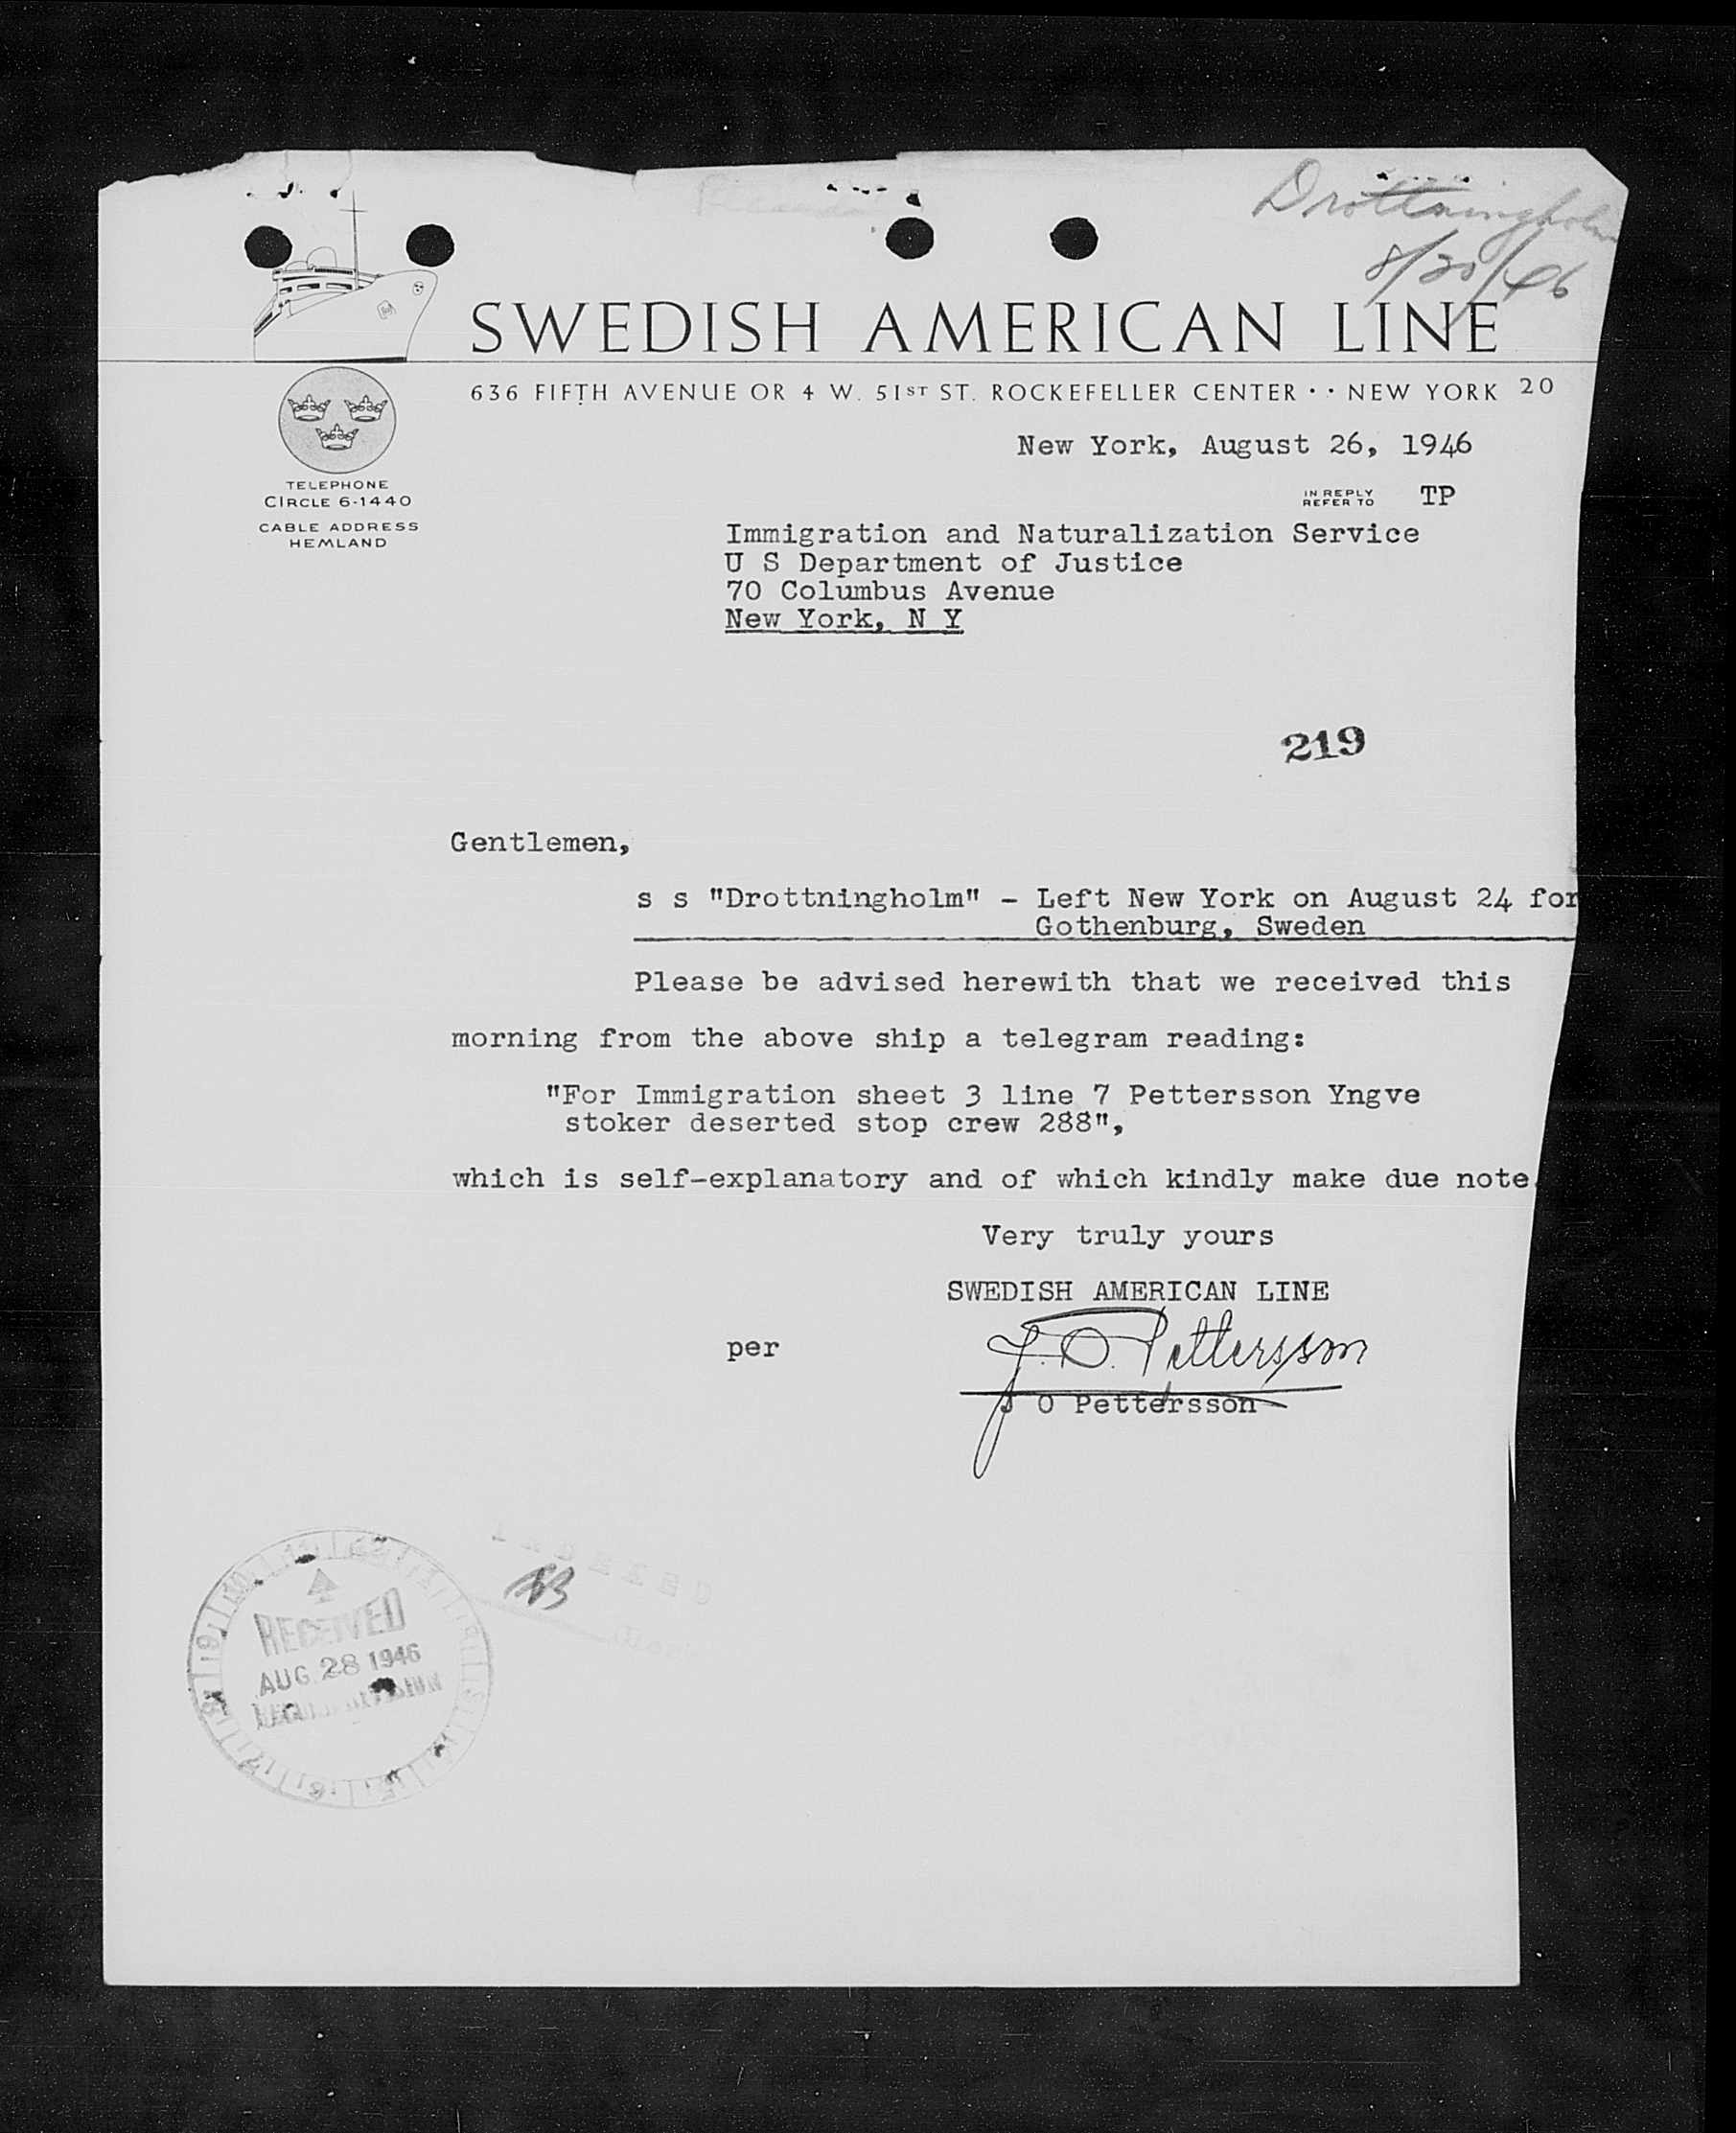 Drottningholm
8/20/46
SWEDISH AMERICAN LINE
636 FIFTH AVENUE OR 4 W. 51ST ST. ROCKEFELLER CENTER · · NEW YORK 20
TELEPHONE
CIRCLE 6-1440
CABLE ADDRESS
HEMLAND
New York, August 26, 1946
IN REPLY
REFER TO TP
Immigration and Naturalization Service
U S Department of Justice
70 Columbus Avenue
New York, N Y
219
Gentlemen,
s s "Drottningholm" - Left New York on August 24 for
Gothenburg, Sweden
Please be advised herewith that we received this
morning from the above ship a telegram reading:
"For Immigration sheet 3 line 7 Pettersson Yngve
stoker deserted stop crew 288",
which is self-explanatory and of which kindly make due note.
Very truly yours
SWEDISH AMERICAN LINE
per J. O. Pettersson
J O Pettersson
RECEIVED
AUG 28 1946